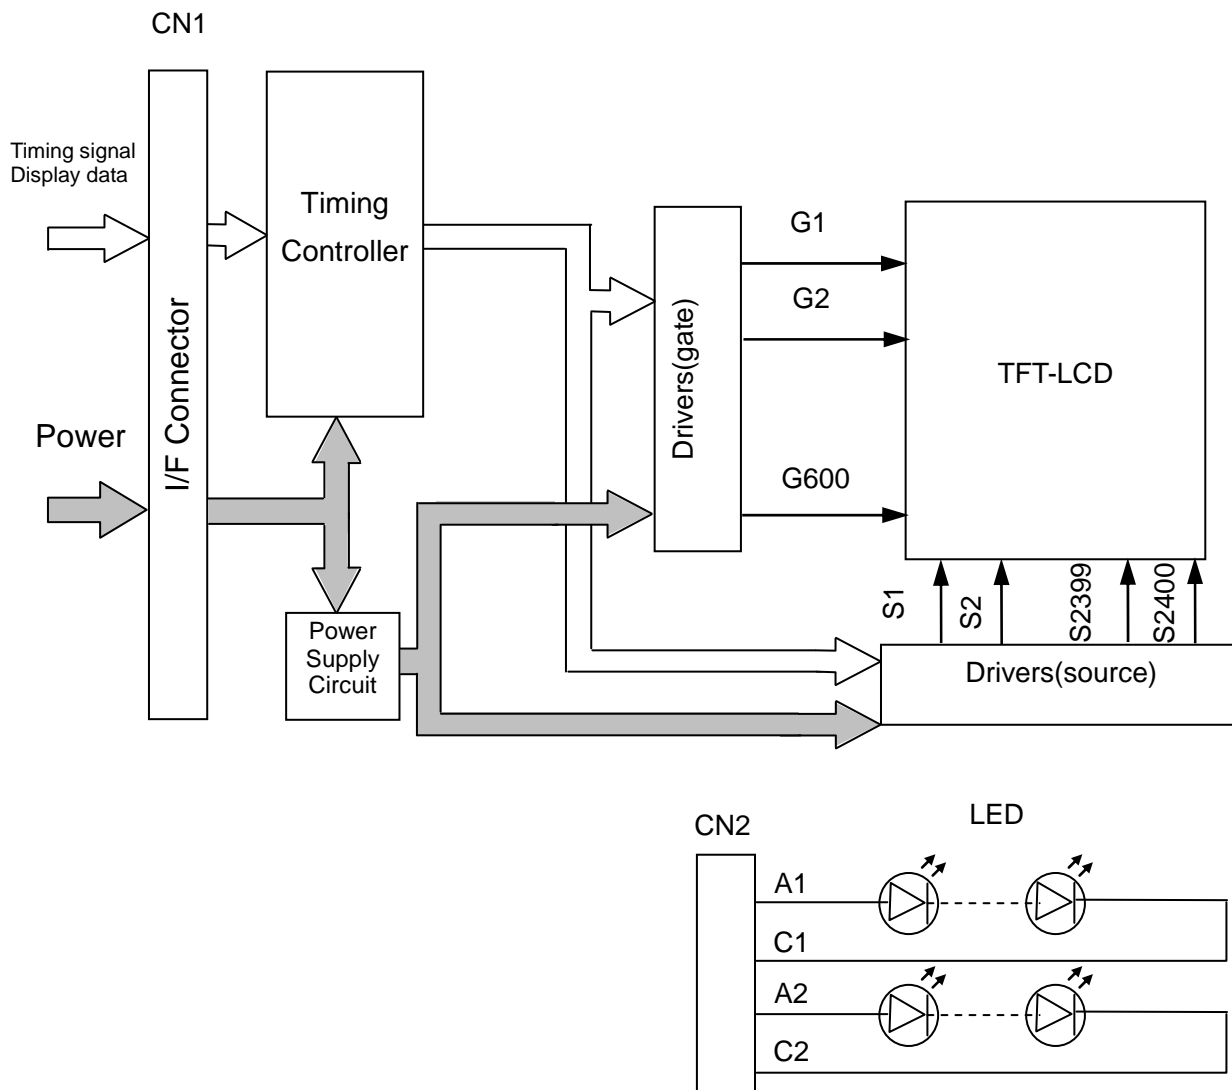 CN1
Timing signal
Display data
Timing
Controller
I/F Connector
Power
Drivers(gate)
G1
G2
G600
TFT-LCD
S1
S2
S2399
S2400
Power
Supply
Circuit
Drivers(source)
CN2
LED
A1
C1
A2
C2